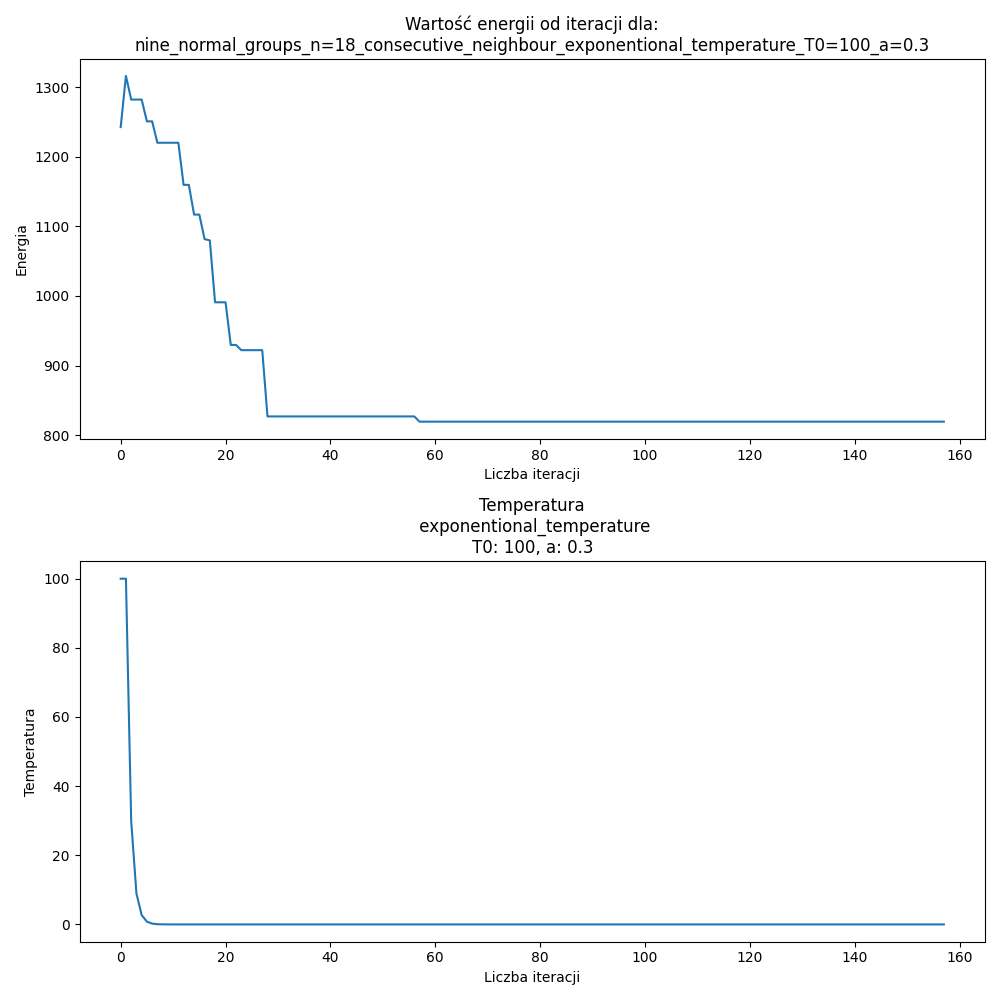 Wartość energii od iteracji dla:
nine_normal_groups_n=18_consecutive_neighbour_exponentional_temperature_T0=100_a=0.3
1300
1200
1100
1000
900
800
Energia
0 20 40 60 80 100 120 140 160
Liczba iteracji
Temperatura
exponentional_temperature
T0: 100, a: 0.3
100
80
60
40
20
0
Temperatura
0 20 40 60 80 100 120 140 160
Liczba iteracji